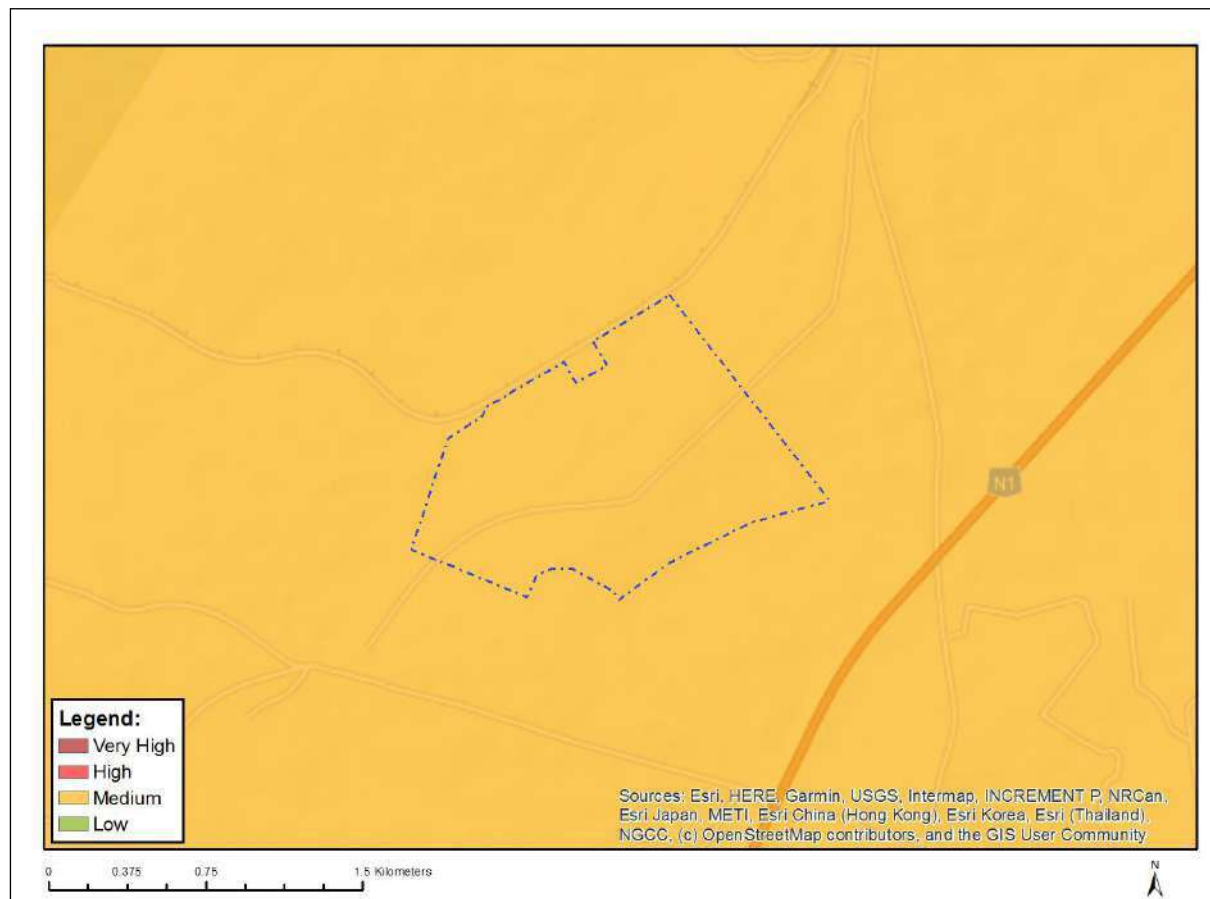 N1
Legend:
Very High
High
Medium
Low
Sources: Esri, HERE, Garmin, USGS, Intermap, INCREMENT P, NRCan,
Esri Japan, METI, Esri China (Hong Kong), Esri Korea, Esri (Thailand),
NGCC, (c) OpenStreetMap contributors, and the GIS User Community
0 0.375 0.75 1.5 Kilometers
N